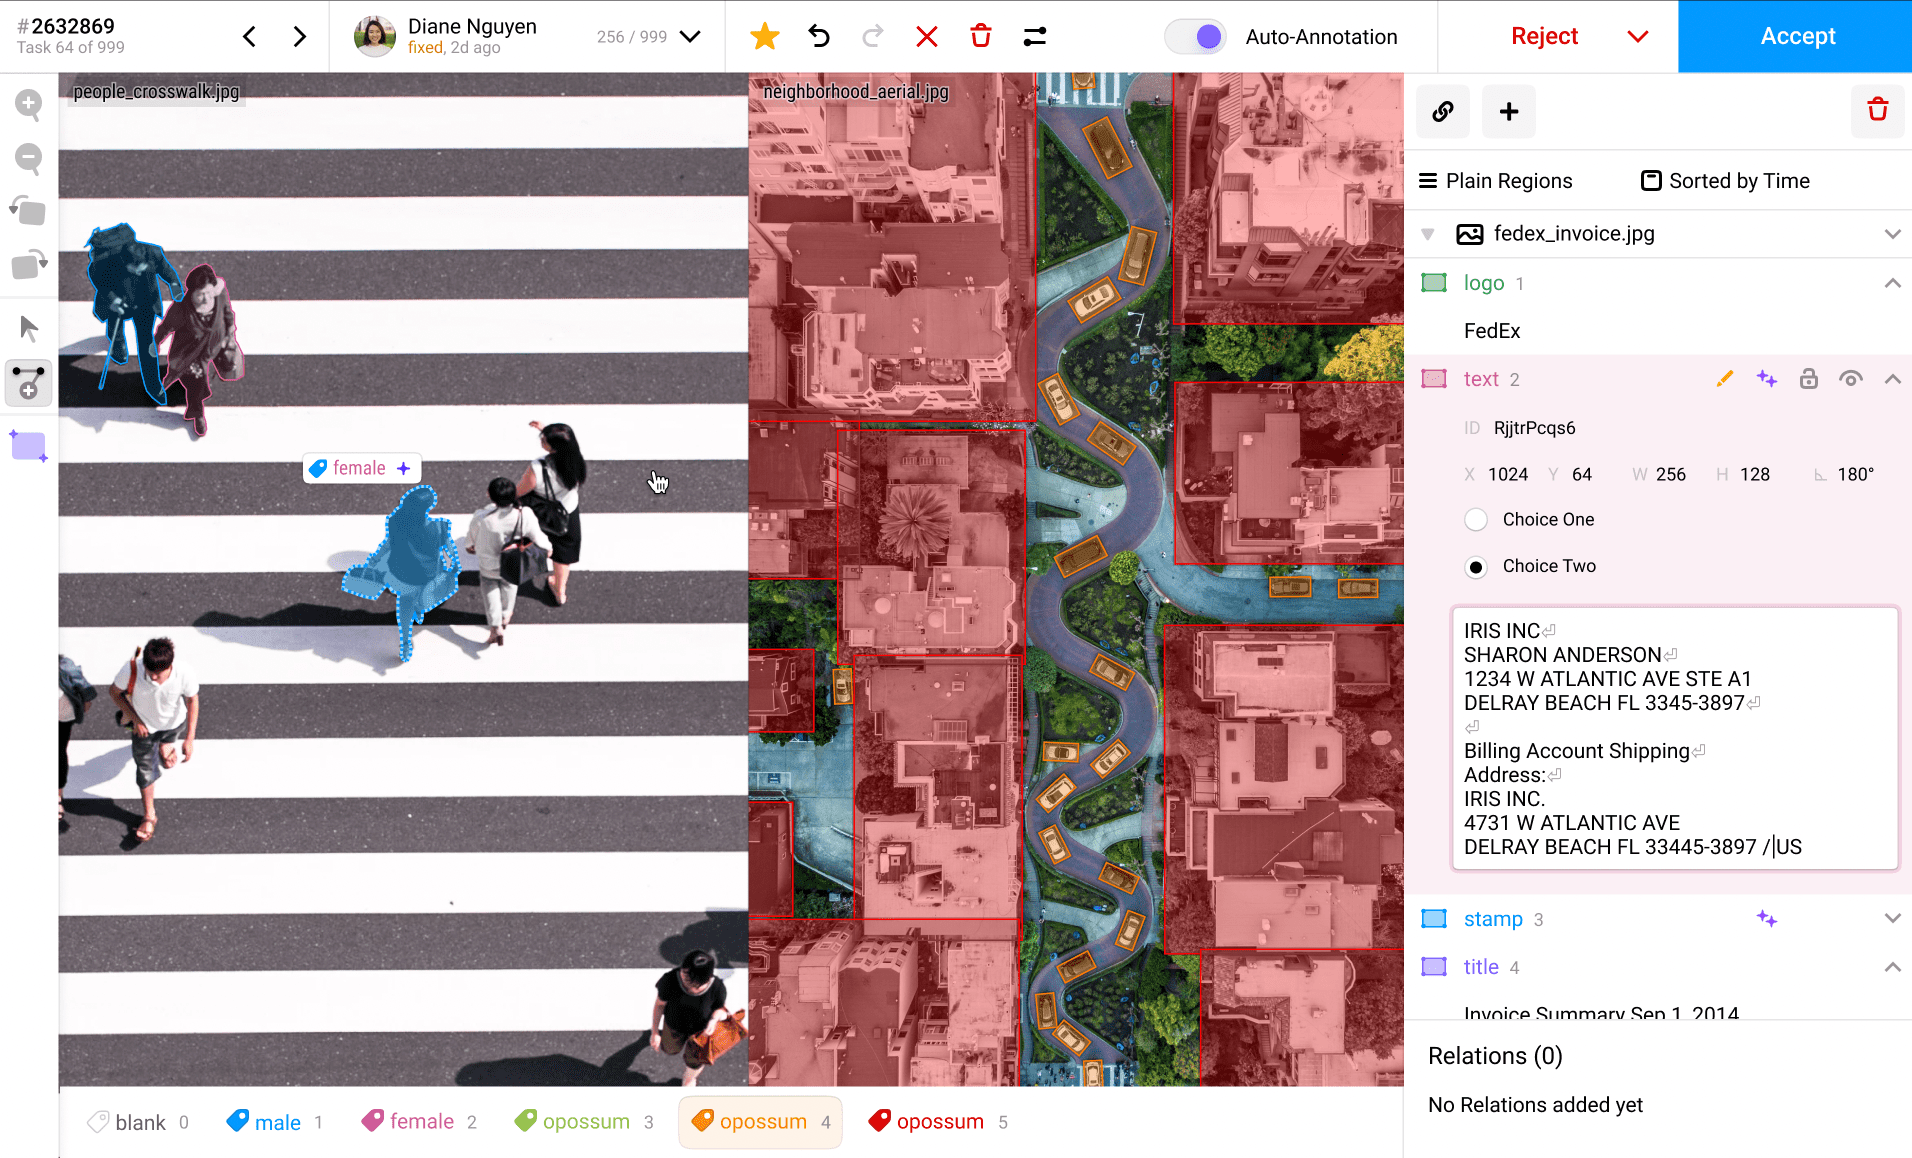 #2632869
Task 64 of 999
Diane Nguyen
fixed, 2d ago
256 / 999
Auto-Annotation
Reject
Accept
people_crosswalk.jpg
neighborhood_aerial.jpg
female
Plain Regions
Sorted by Time
fedex_invoice.jpg
logo 1
FedEx
text 2
ID RjjtrPcqs6
X 1024 Y 64 W 256 H 128 180°
Choice One
Choice Two
IRIS INC
SHARON ANDERSON
1234 W ATLANTIC AVE STE A1
DELRAY BEACH FL 3345-3897
Billing Account Shipping
Address:
IRIS INC.
4731 W ATLANTIC AVE
DELRAY BEACH FL 33445-3897 / US
stamp 3
title 4
Invoice Summary Sep 1, 2014
Relations (0)
No Relations added yet
blank 0
male 1
female 2
opossum 3
opossum 4
opossum 5